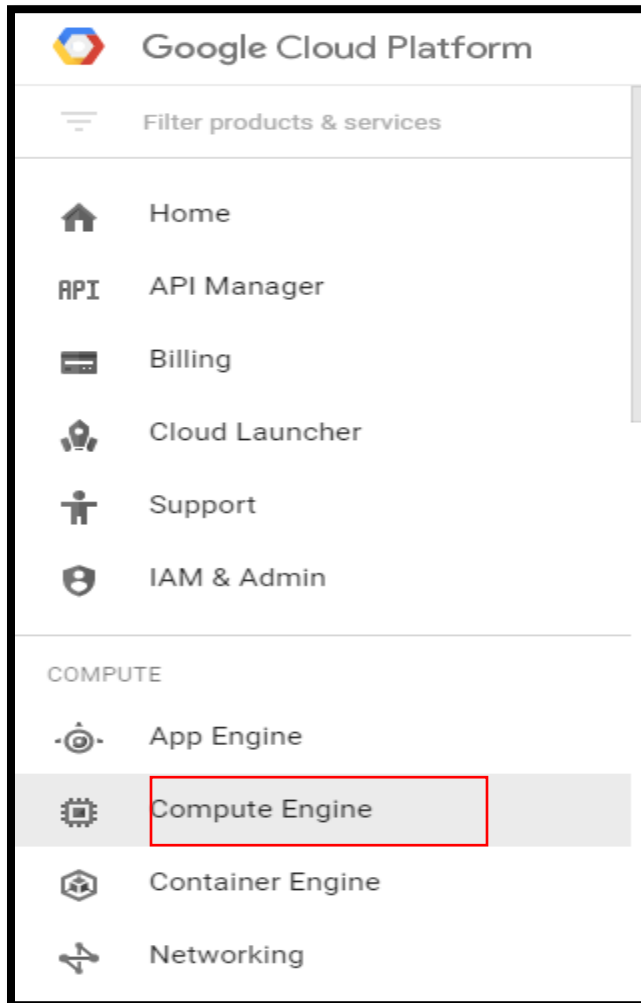 Google Cloud Platform
Filter products & services
Home
API API Manager
Billing
Cloud Launcher
Support
IAM & Admin
COMPUTE
App Engine
Compute Engine
Container Engine
Networking